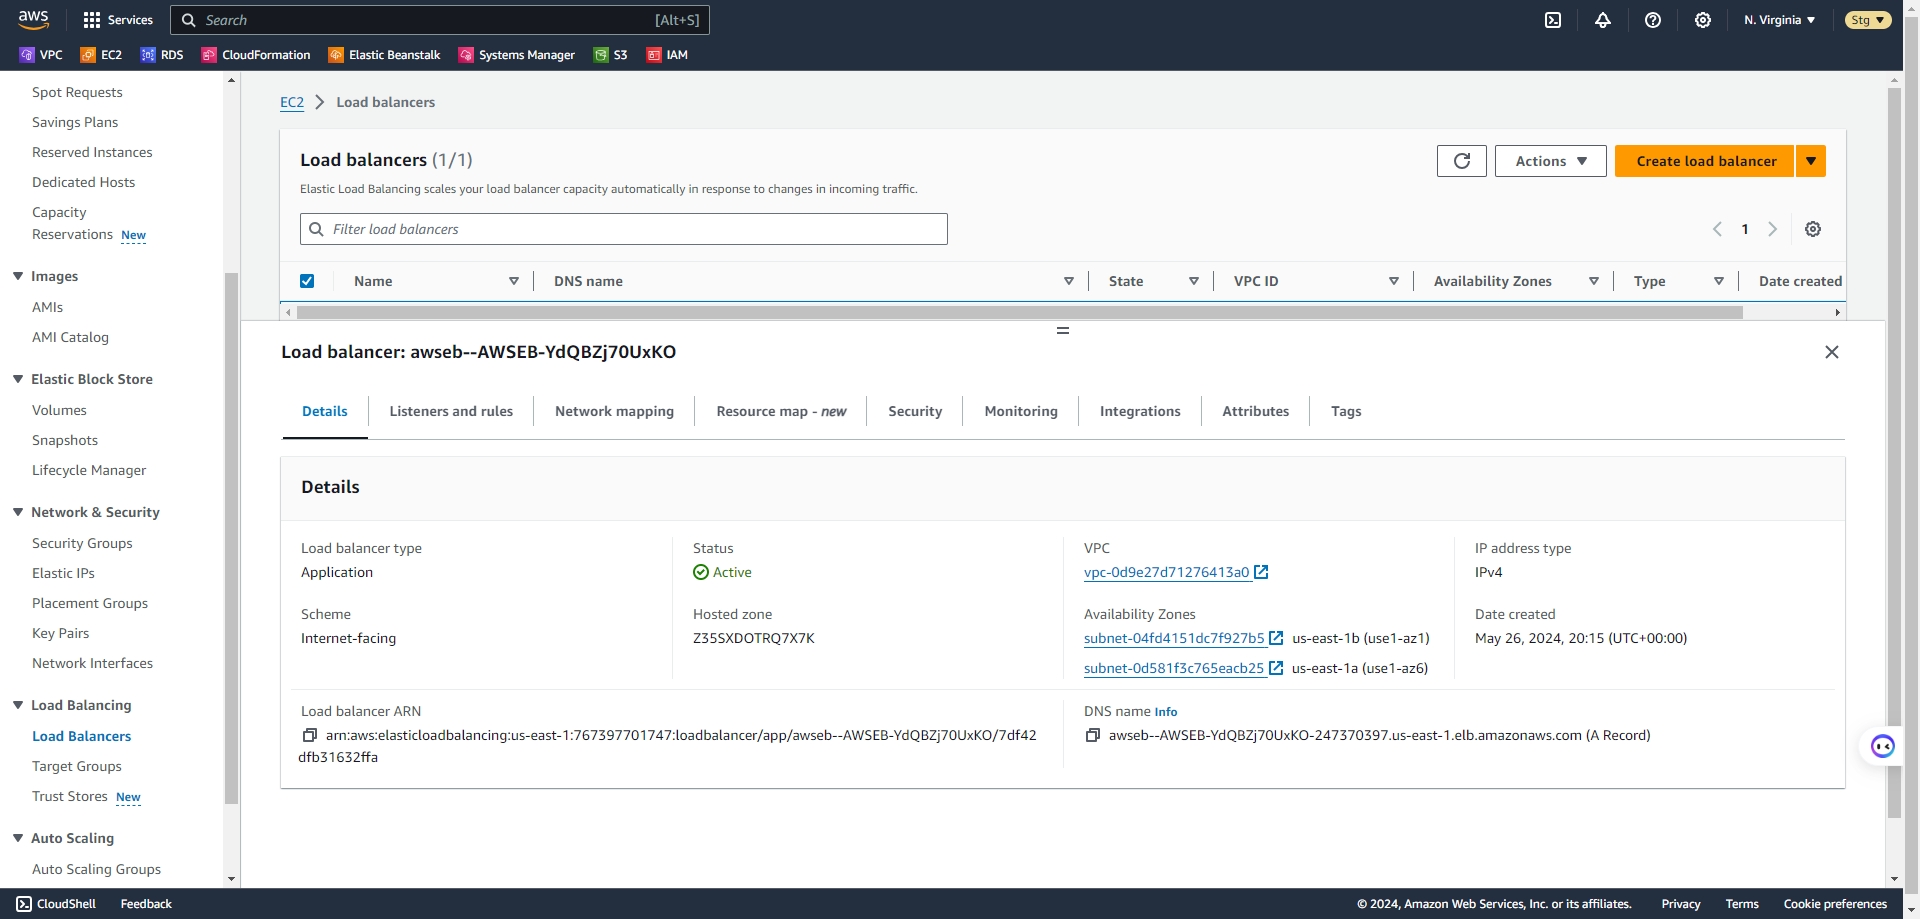 aws
Services
Search
[Alt+S]
N. Virginia
Stg
VPC
EC2
RDS
CloudFormation
Elastic Beanstalk
Systems Manager
S3
IAM
Spot Requests
Savings Plans
Reserved Instances
Dedicated Hosts
Capacity
Reservations New
Images
AMIs
AMI Catalog
Elastic Block Store
Volumes
Snapshots
Lifecycle Manager
Network & Security
Security Groups
Elastic IPs
Placement Groups
Key Pairs
Network Interfaces
Load Balancing
Load Balancers
Target Groups
Trust Stores New
Auto Scaling
Auto Scaling Groups
EC2
Load balancers
Load balancers (1/1)
Elastic Load Balancing scales your load balancer capacity automatically in response to changes in incoming traffic.
Actions
Create load balancer
Filter load balancers
1
Name
DNS name
State
VPC ID
Availability Zones
Type
Date created
Load balancer: awseb--AWSEB-YdQBZj70UxKO
Details
Listeners and rules
Network mapping
Resource map - new
Security
Monitoring
Integrations
Attributes
Tags
Details
Load balancer type
Application
Status
Active
VPC
vpc-0d9e27d71276413a0
IP address type
IPv4
Scheme
Internet-facing
Hosted zone
Z35SXDOTRQ7X7K
Availability Zones
subnet-04fd4151dc7f927b5 us-east-1b (use1-az1)
subnet-0d581f3c765eacb25 us-east-1a (use1-az6)
Date created
May 26, 2024, 20:15 (UTC+00:00)
Load balancer ARN
arn:aws:elasticloadbalancing:us-east-1:767397701747:loadbalancer/app/awseb--AWSEB-YdQBZj70UxKO/7df42
dfb31632ffa
DNS name Info
awseb--AWSEB-YdQBZj70UxKO-247370397.us-east-1.elb.amazonaws.com (A Record)
CloudShell
Feedback
© 2024, Amazon Web Services, Inc. or its affiliates.
Privacy
Terms
Cookie preferences